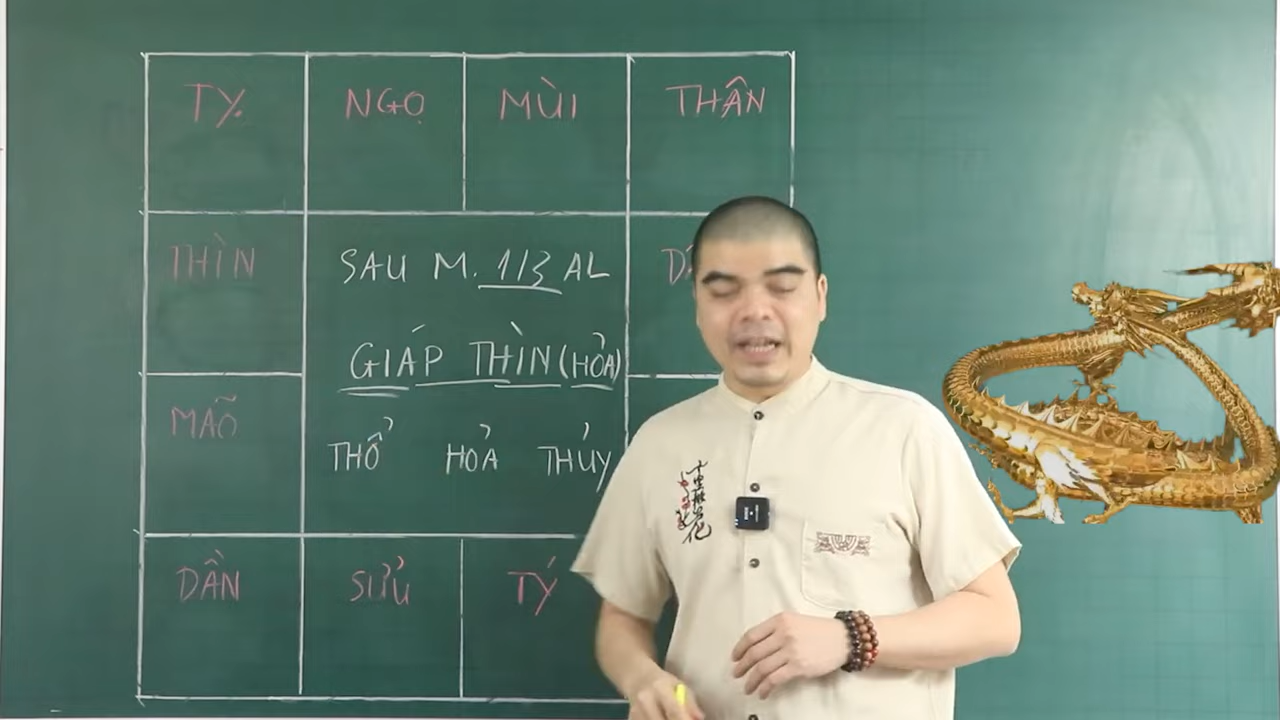 TỴ NGỌ MÙI THÂN
THÌN
SAU M. 1/3 AL
GIÁP THÌN (HỎA)
MÃO
THỔ HỎA THỦY
DẦN SỬU TÝ